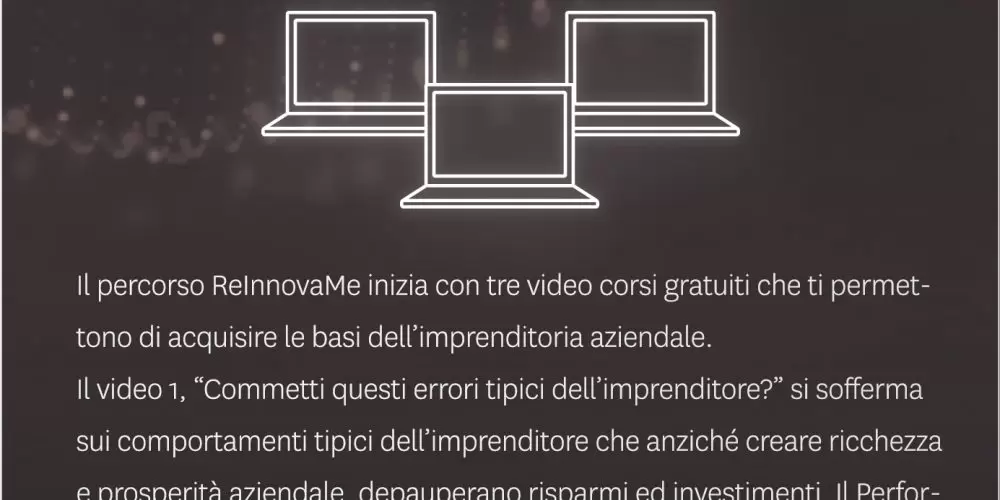 Il percorso ReInnovaMe inizia con tre video corsi gratuiti che ti permet-
tono di acquisire le basi dell’imprenditoria aziendale.
Il video 1, “Commetti questi errori tipici dell’imprenditore?” si sofferma
sui comportamenti tipici dell’imprenditore che anziché creare ricchezza
e prosperità aziendale, depauperano risparmi ed investimenti. Il Perfor-